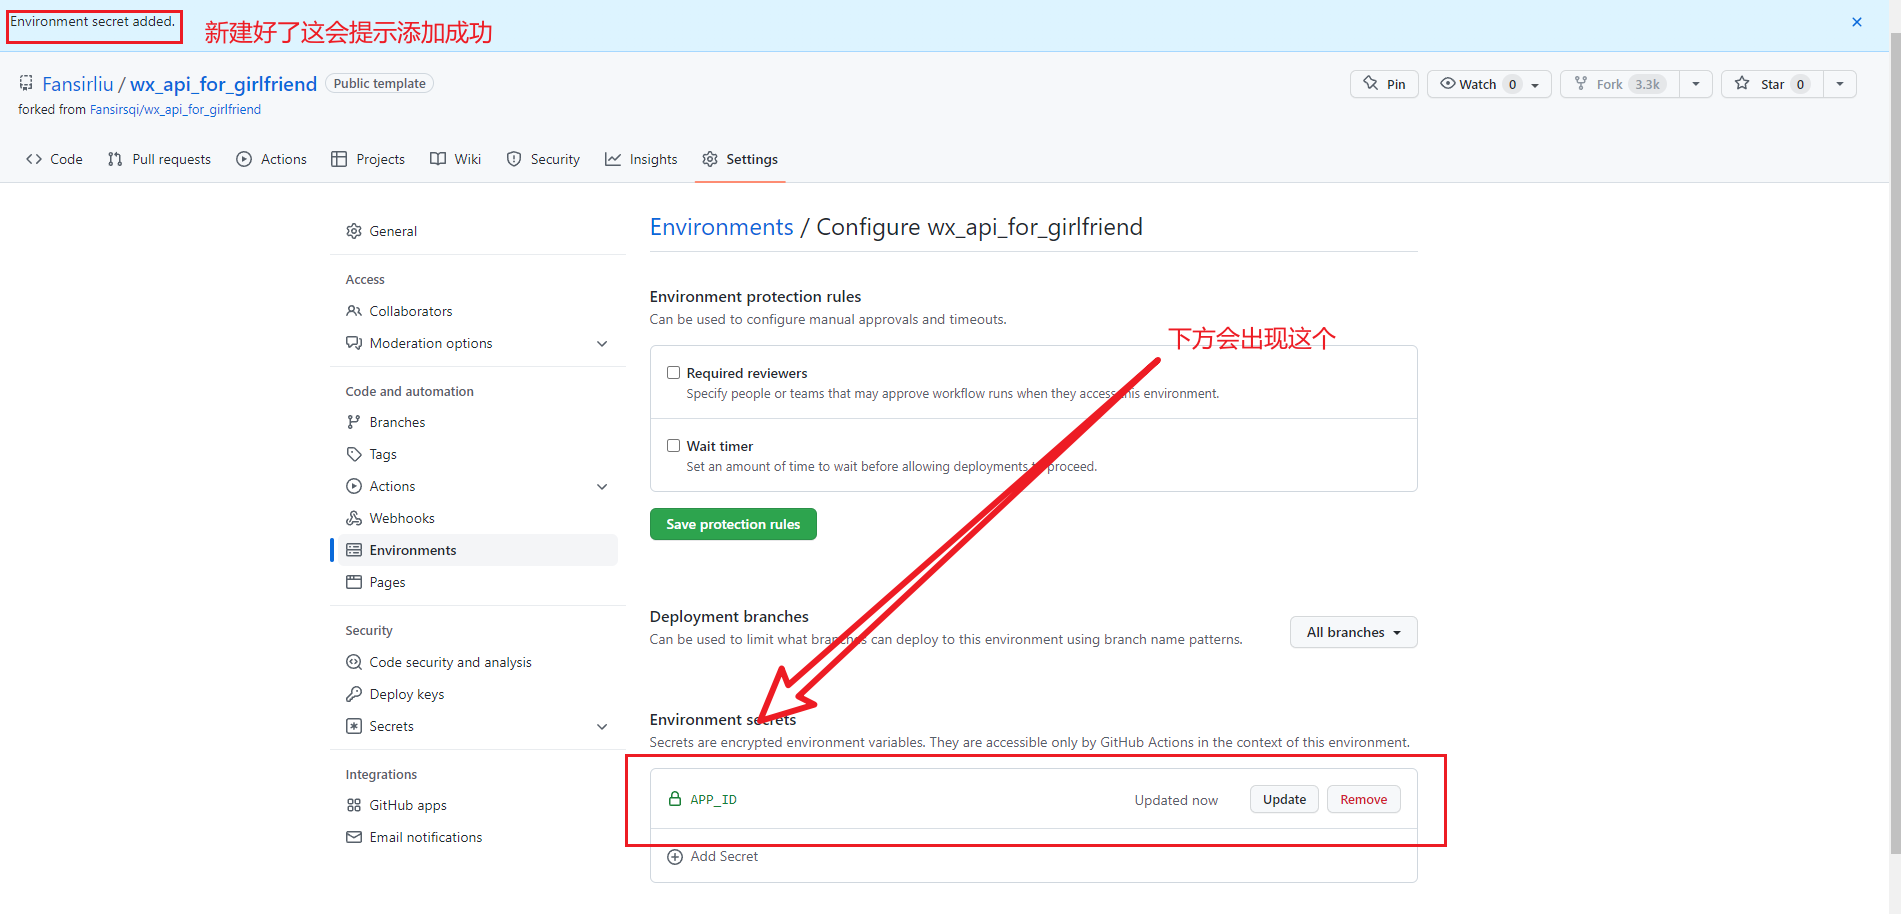 Environment secret added.
新建好了这会提示添加成功
Fansirliu / wx_api_for_girlfriend Public template
Pin Watch 0 Fork 3.3k Star 0
forked from Fansirsqi/wx_api_for_girlfriend
Code Pull requests Actions Projects Wiki Security Insights Settings
General
Access
Collaborators
Moderation options
Code and automation
Branches
Tags
Actions
Webhooks
Environments
Pages
Security
Code security and analysis
Deploy keys
Secrets
Integrations
GitHub apps
Email notifications
Environments / Configure wx_api_for_girlfriend
Environment protection rules
Can be used to configure manual approvals and timeouts.
下方会出现这个
Required reviewers
Specify people or teams that may approve workflow runs when they access this environment.
Wait timer
Set an amount of time to wait before allowing deployments to proceed.
Save protection rules
Deployment branches
Can be used to limit what branches can deploy to this environment using branch name patterns.
All branches
Environment secrets
Secrets are encrypted environment variables. They are accessible only by GitHub Actions in the context of this environment.
APP_ID Updated now Update Remove
Add Secret